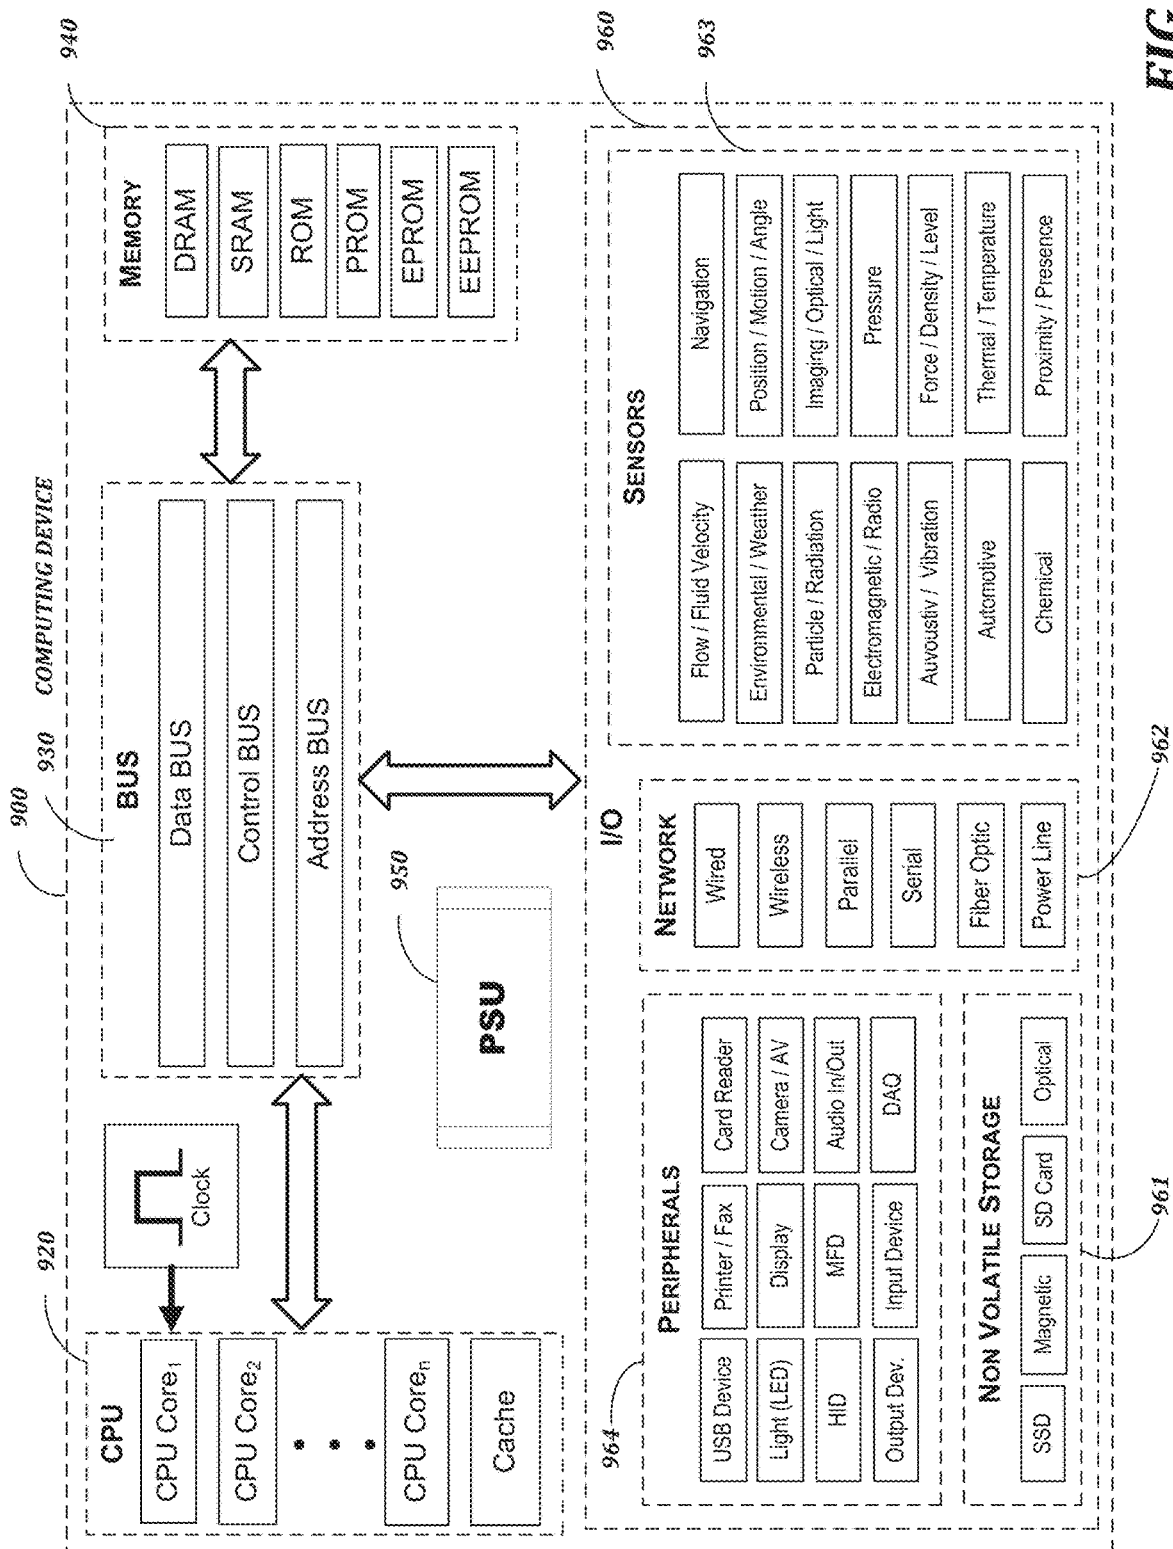 900
COMPUTING DEVICE
920
CPU
CPU Core1
CPU Core2
CPU Coren
Cache
Clock
930
BUS
Data BUS
Control BUS
Address BUS
940
MEMORY
DRAM
SRAM
ROM
PROM
EPROM
EEPROM
950
PSU
960
I/O
964
PERIPHERALS
USB Device
Printer / Fax
Card Reader
Light (LED)
Display
Camera / AV
HID
MFD
Audio In/Out
Output Dev.
Input Device
DAQ
NON VOLATILE STORAGE
SSD
Magnetic
SD Card
Optical
961
NETWORK
Wired
Wireless
Parallel
Serial
Fiber Optic
Power Line
962
963
SENSORS
Flow / Fluid Velocity
Navigation
Environmental / Weather
Position / Motion / Angle
Particle / Radiation
Imaging / Optical / Light
Electromagnetic / Radio
Pressure
Auvoustiv / Vibration
Force / Density / Level
Automotive
Thermal / Temperature
Chemical
Proximity / Presence
FIG